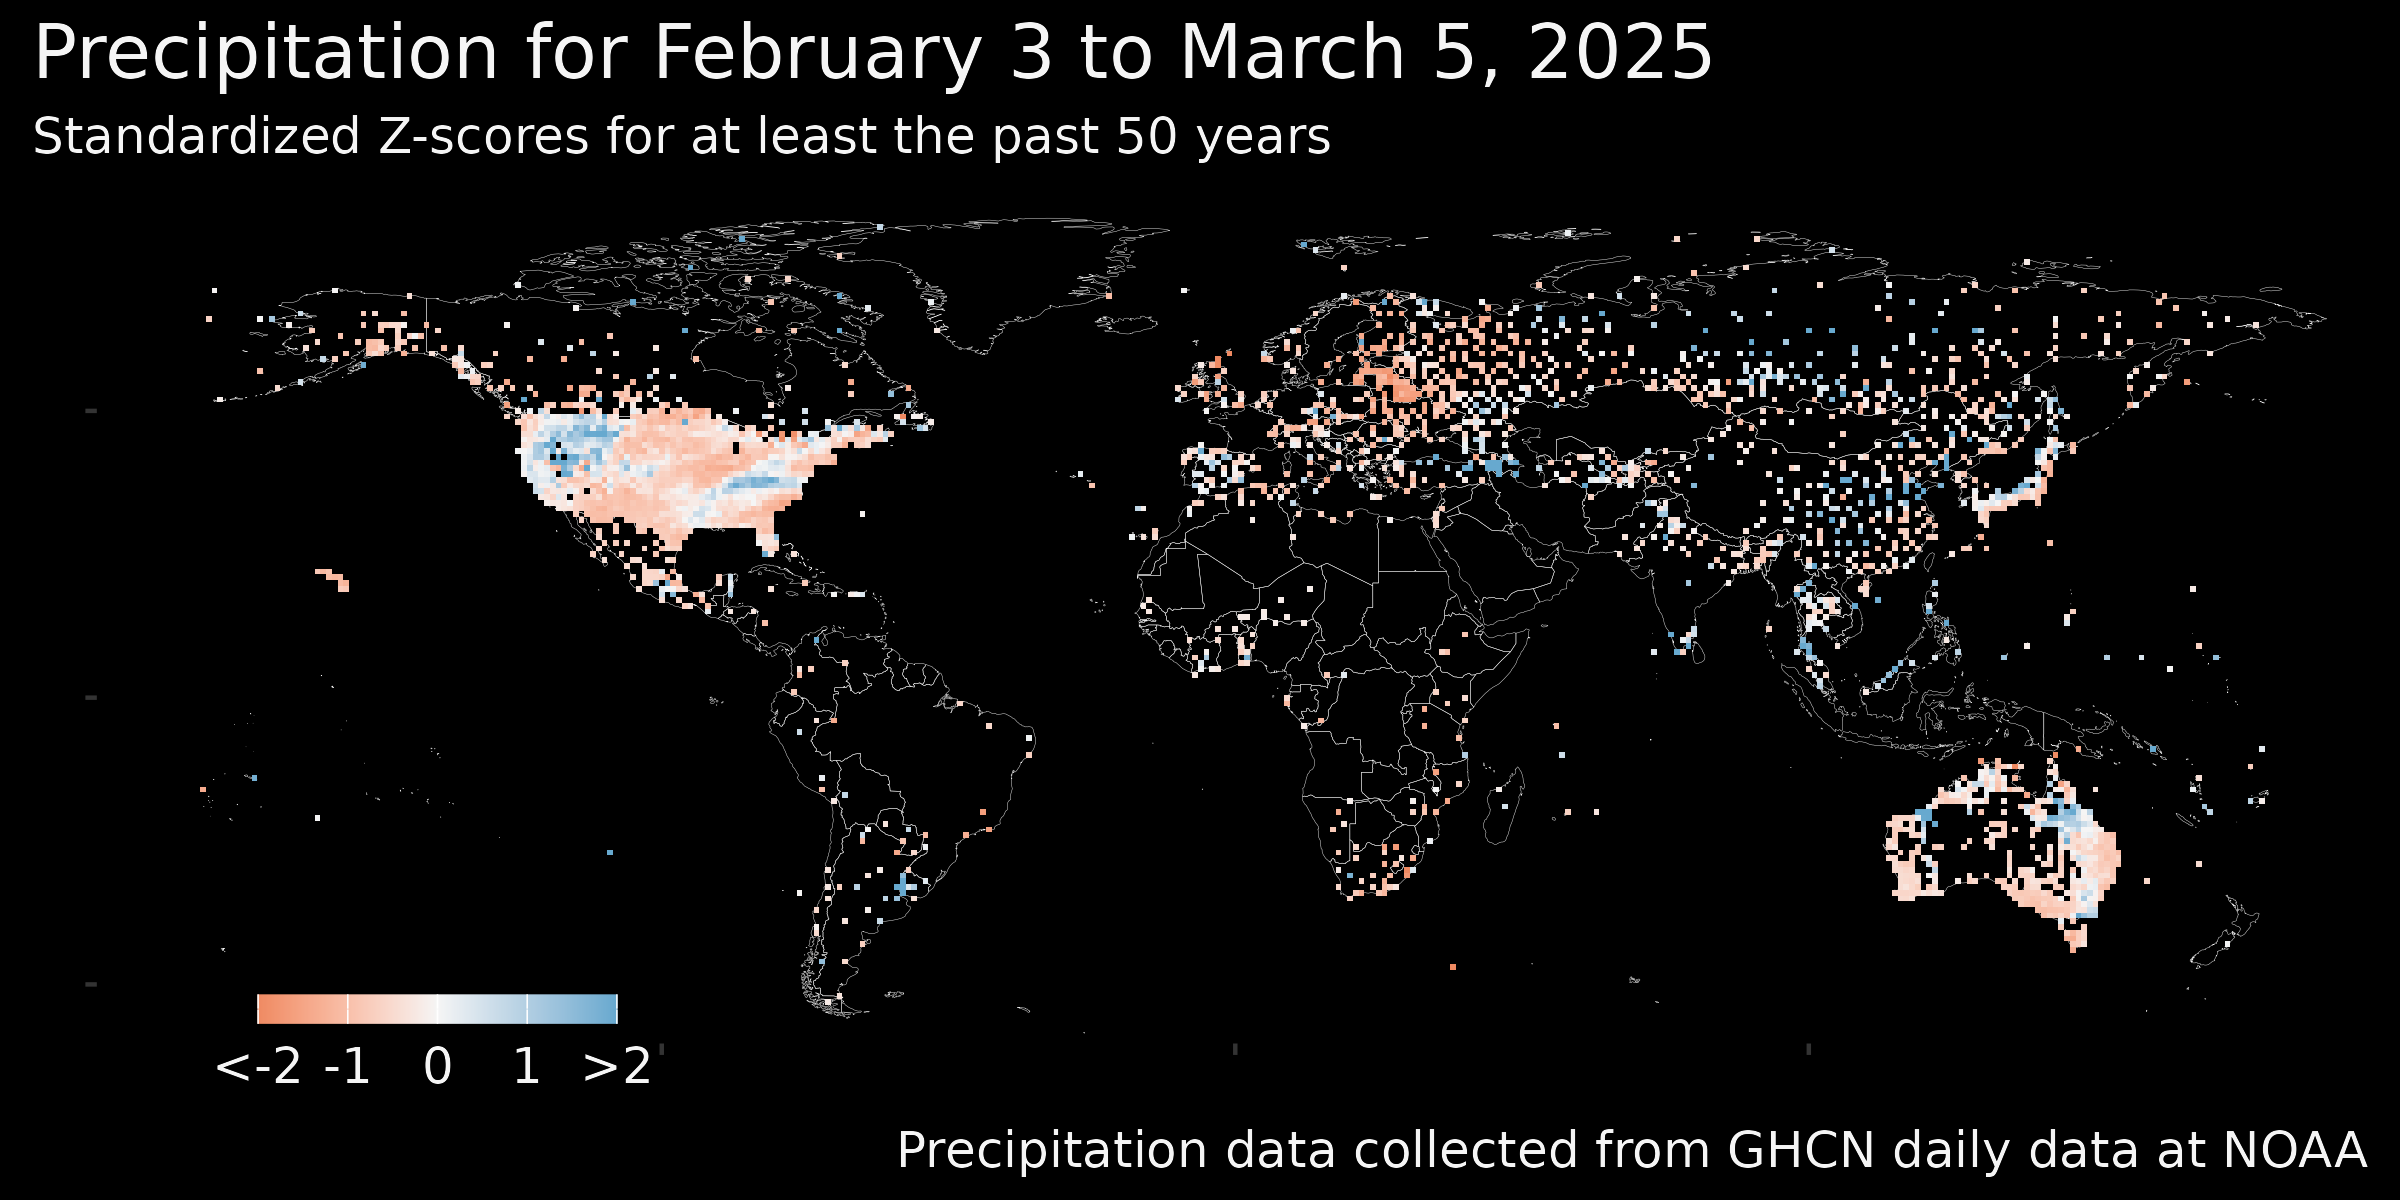 Precipitation for February 3 to March 5, 2025
Standardized Z-scores for at least the past 50 years
<-2 -1 0 1 >2
Precipitation data collected from GHCN daily data at NOAA